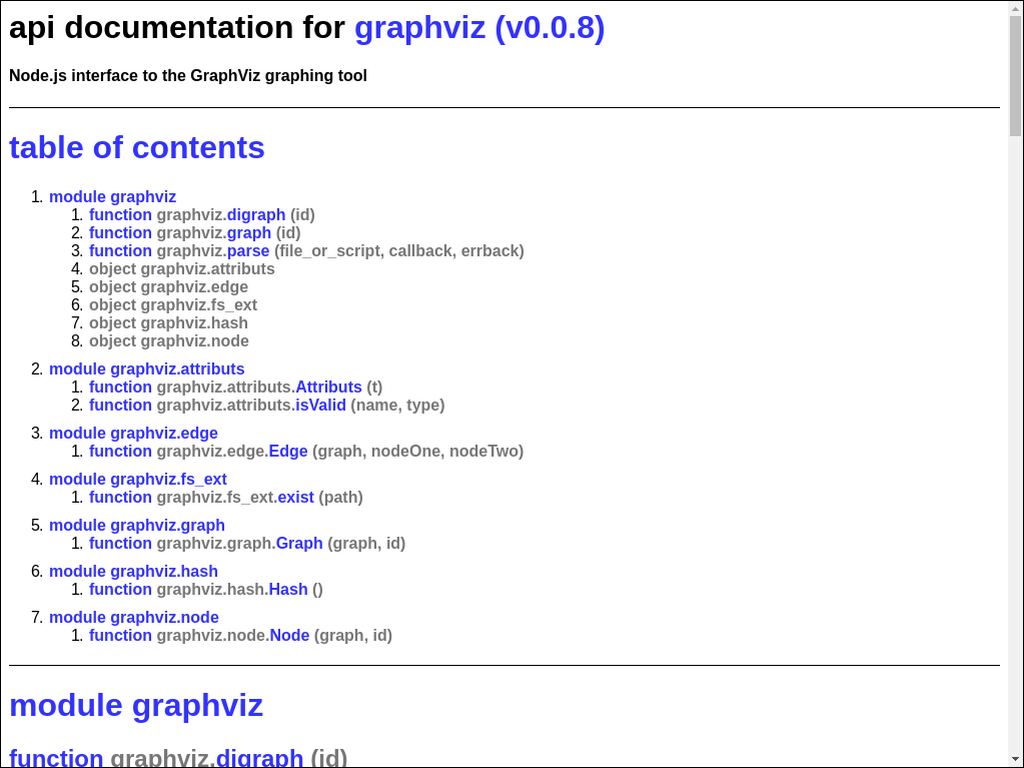 api documentation for graphviz (v0.0.8)
Node.js interface to the GraphViz graphing tool
table of contents
1. module graphviz
1. function graphviz.digraph (id)
2. function graphviz.graph (id)
3. function graphviz.parse (file_or_script, callback, errback)
4. object graphviz.attributs
5. object graphviz.edge
6. object graphviz.fs_ext
7. object graphviz.hash
8. object graphviz.node
2. module graphviz.attributs
1. function graphviz.attributs.Attributs (t)
2. function graphviz.attributs.isValid (name, type)
3. module graphviz.edge
1. function graphviz.edge.Edge (graph, nodeOne, nodeTwo)
4. module graphviz.fs_ext
1. function graphviz.fs_ext.exist (path)
5. module graphviz.graph
1. function graphviz.graph.Graph (graph, id)
6. module graphviz.hash
1. function graphviz.hash.Hash ()
7. module graphviz.node
1. function graphviz.node.Node (graph, id)
module graphviz
function graphviz.digraph (id)